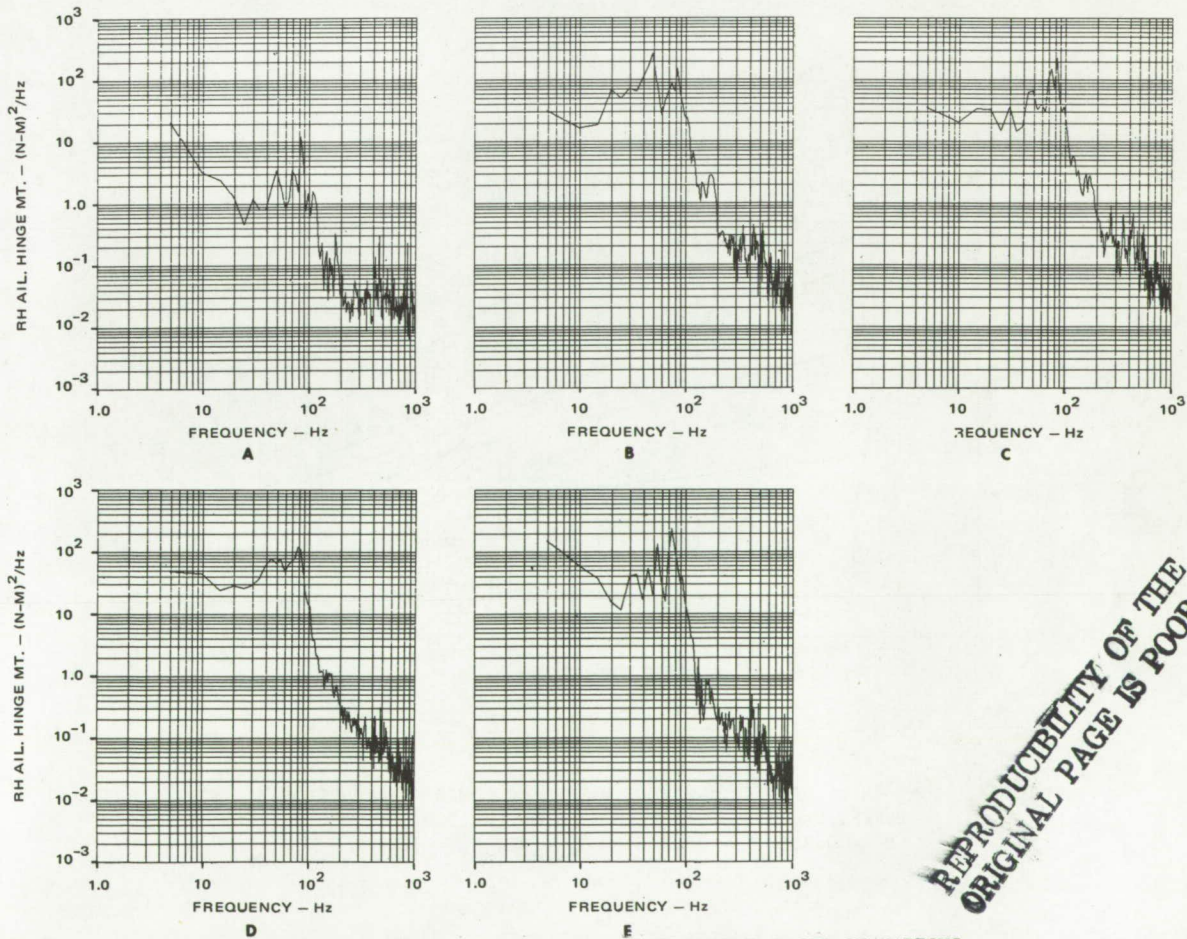 RH AIL. HINGE MT. – (N–M)²/Hz
10³
10²
10
1.0
10⁻¹
10⁻²
10⁻³
1.0 10 10² 10³
FREQUENCY – Hz
A
1.0 10 10² 10³
FREQUENCY – Hz
B
1.0 10 10² 10³
REQUENCY – Hz
C
RH AIL. HINGE MT. – (N–M)²/Hz
10³
10²
10
1.0
10⁻¹
10⁻²
10⁻³
1.0 10 10² 10³
FREQUENCY – Hz
D
1.0 10 10² 10³
FREQUENCY – Hz
E
REPRODUCIBILITY OF THE
ORIGINAL PAGE IS POOR